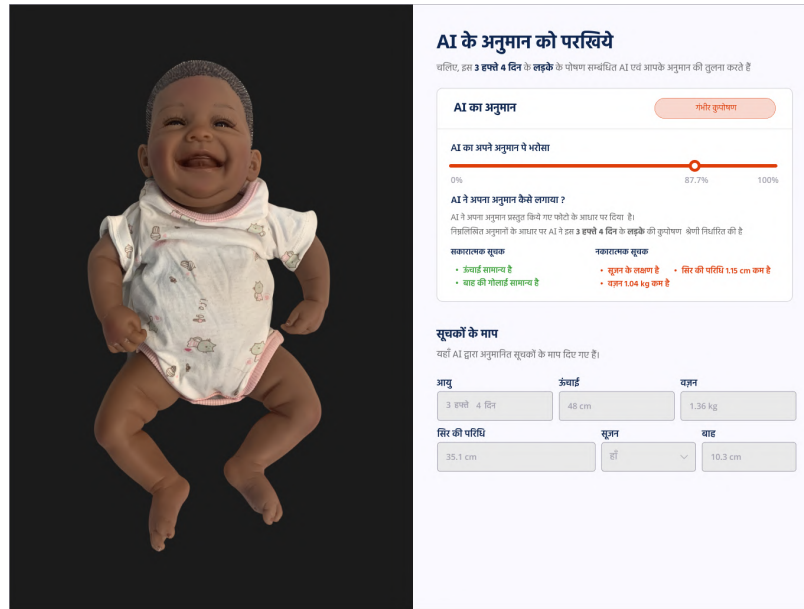 AI के अनुमान को परखिये
चलिए, इस 3 हफ्ते 4 दिन के लड़के के पोषण सम्बंधित AI एवं आपके अनुमान की तुलना करते हैं
AI का अनुमान
गंभीर कुपोषण
AI का अपने अनुमान पे भरोसा
0% 87.7% 100%
AI ने अपना अनुमान कैसे लगाया ?
AI ने अपना अनुमान प्रस्तुत किये गए फोटो के आधार पर दिया है।
निम्नलिखित अनुमानों के आधार पर AI ने इस 3 हफ्ते 4 दिन के लड़के की कुपोषण श्रेणी निर्धारित की है
सकारात्मक सूचक
• ऊंचाई सामान्य है
• बाह की गोलाई सामान्य है
नकारात्मक सूचक
• सूजन के लक्षण है • सिर की परिधि 1.15 cm कम है
• वज़न 1.04 kg कम है
सूचकों के माप
यहाँ AI द्वारा अनुमानित सूचकों के माप दिए गए हैं।
आयु ऊंचाई वज़न
3 हफ्ते 4 दिन 48 cm 1.36 kg
सिर की परिधि सूजन बाह
35.1 cm हाँ 10.3 cm